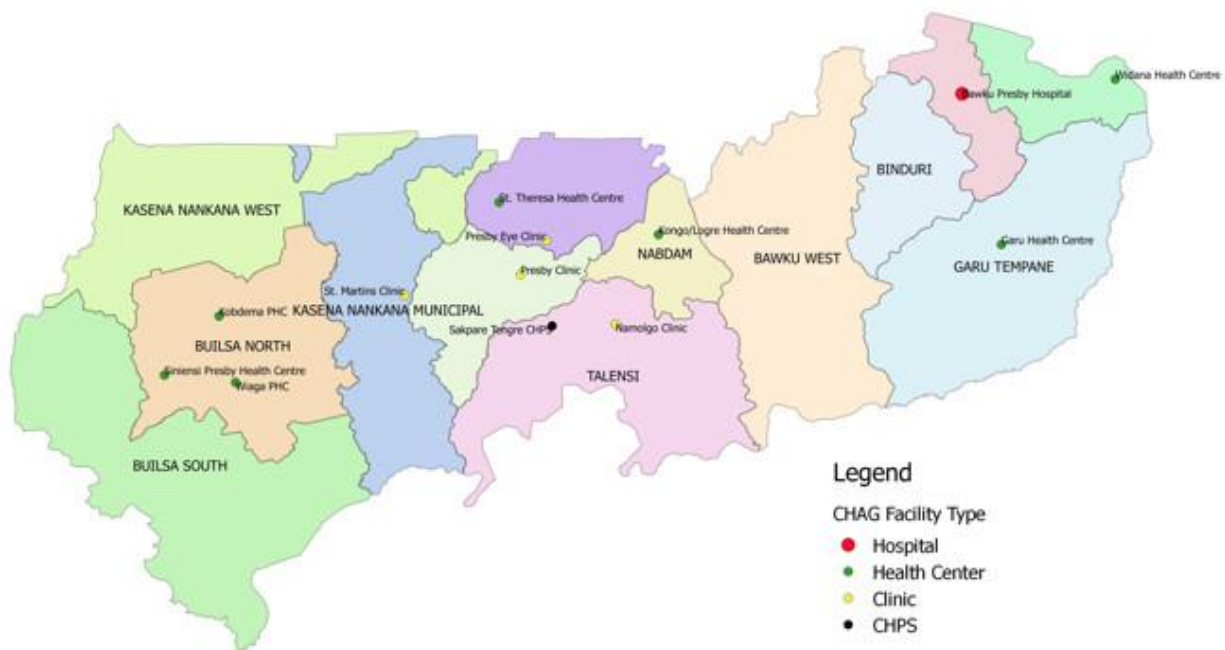 Widana Health Centre
Bawku Presby Hospital
BINDURI
KASENA NANKANA WEST
St. Theresa Health Centre
Presby Eye Clinic
Kongo/Logre Health Centre
Garu Health Centre
NABDAM
BAWKU WEST
GARU TEMPANE
Presby Clinic
St. Martins Clinic
KASENA NANKANA MUNICIPAL
Kobdema PHC
Sakpare Tengre CHPS
Namolgo Clinic
BUILSA NORTH
Siniensi Presby Health Centre
Wiaga PHC
TALENSI
BUILSA SOUTH
Legend
CHAG Facility Type
Hospital
Health Center
Clinic
CHPS